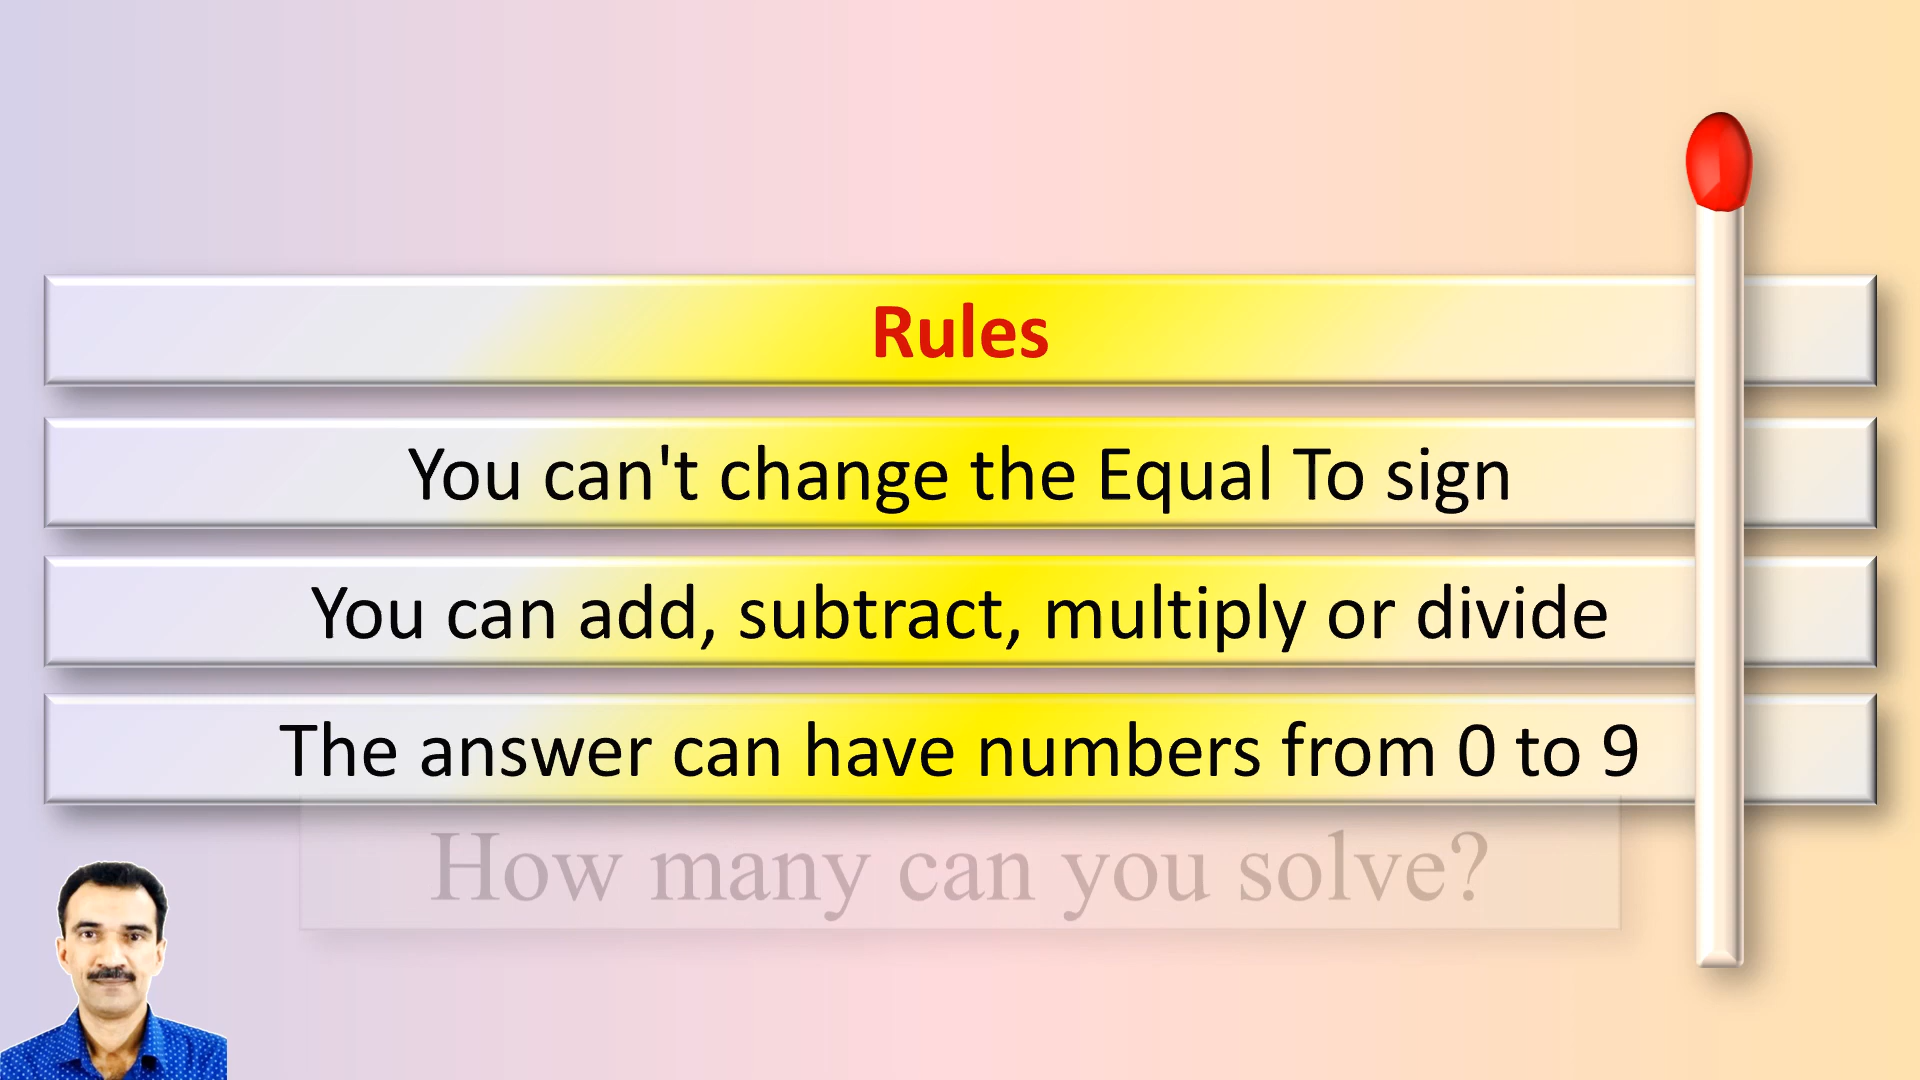 Rules
You can't change the Equal To sign
You can add, subtract, multiply or divide
The answer can have numbers from 0 to 9
How many can you solve?